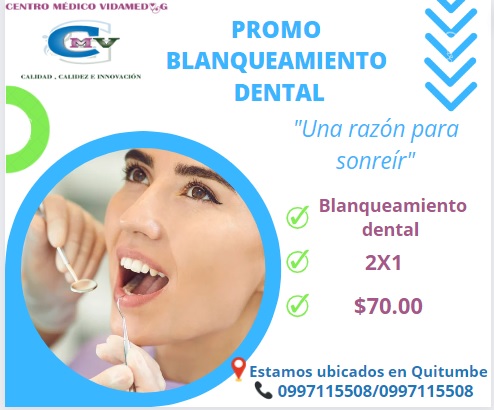 CENTRO MÉDICO VIDAMEDYG
CMV
CALIDAD , CALIDEZ E INNOVACIÓN
PROMO
BLANQUEAMIENTO
DENTAL
"Una razón para
sonreír"
Blanqueamiento
dental
2X1
$70.00
Estamos ubicados en Quitumbe
0997115508/0997115508